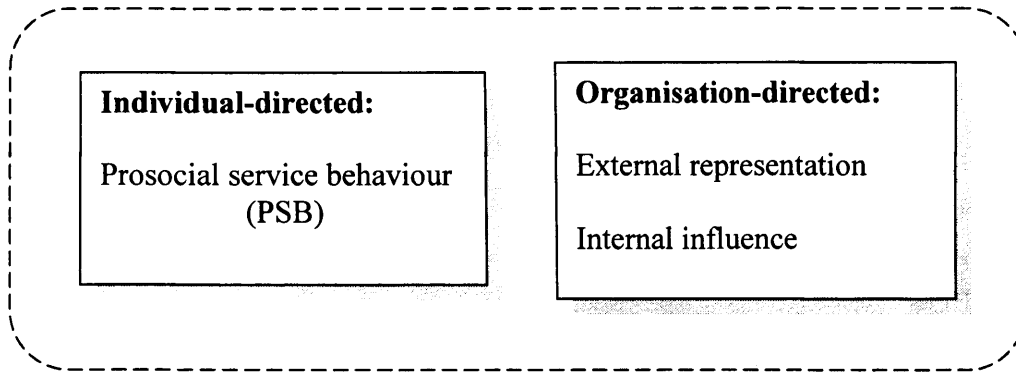 Individual-directed:
Prosocial service behaviour
(PSB)
Organisation-directed:
External representation
Internal influence